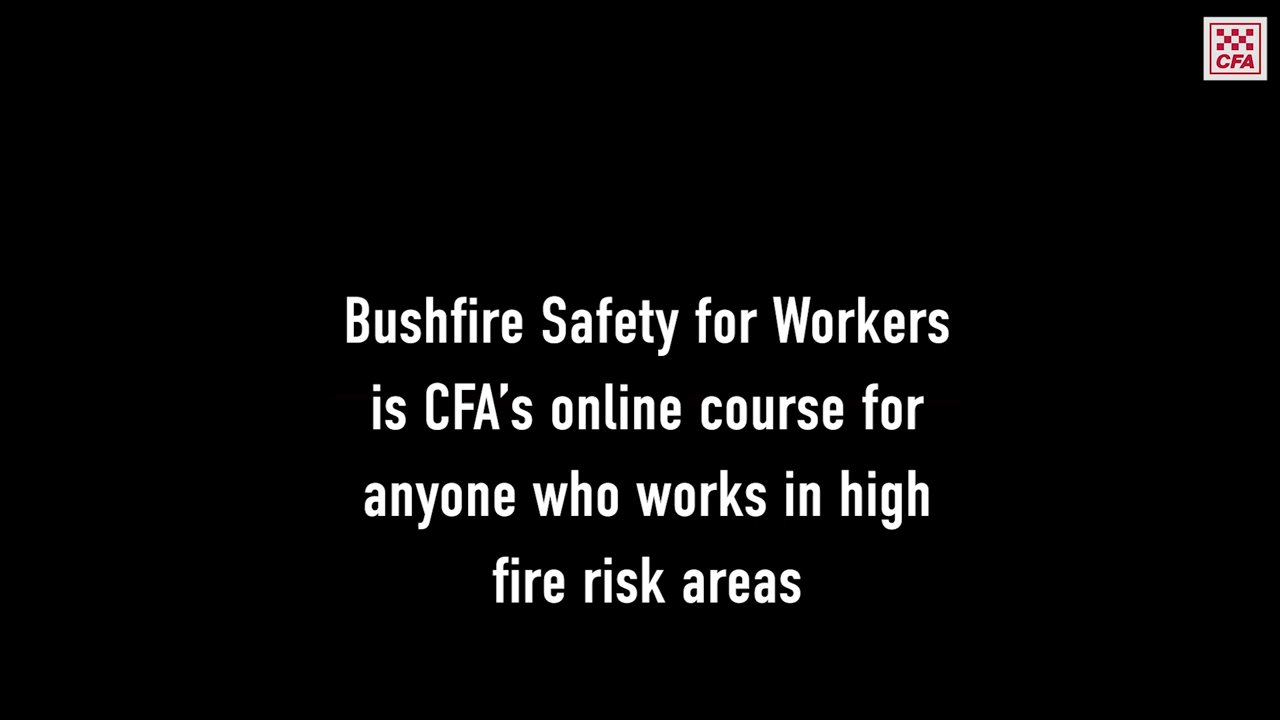 CFA
Bushfire Safety for Workers
is CFA’s online course for
anyone who works in high
fire risk areas